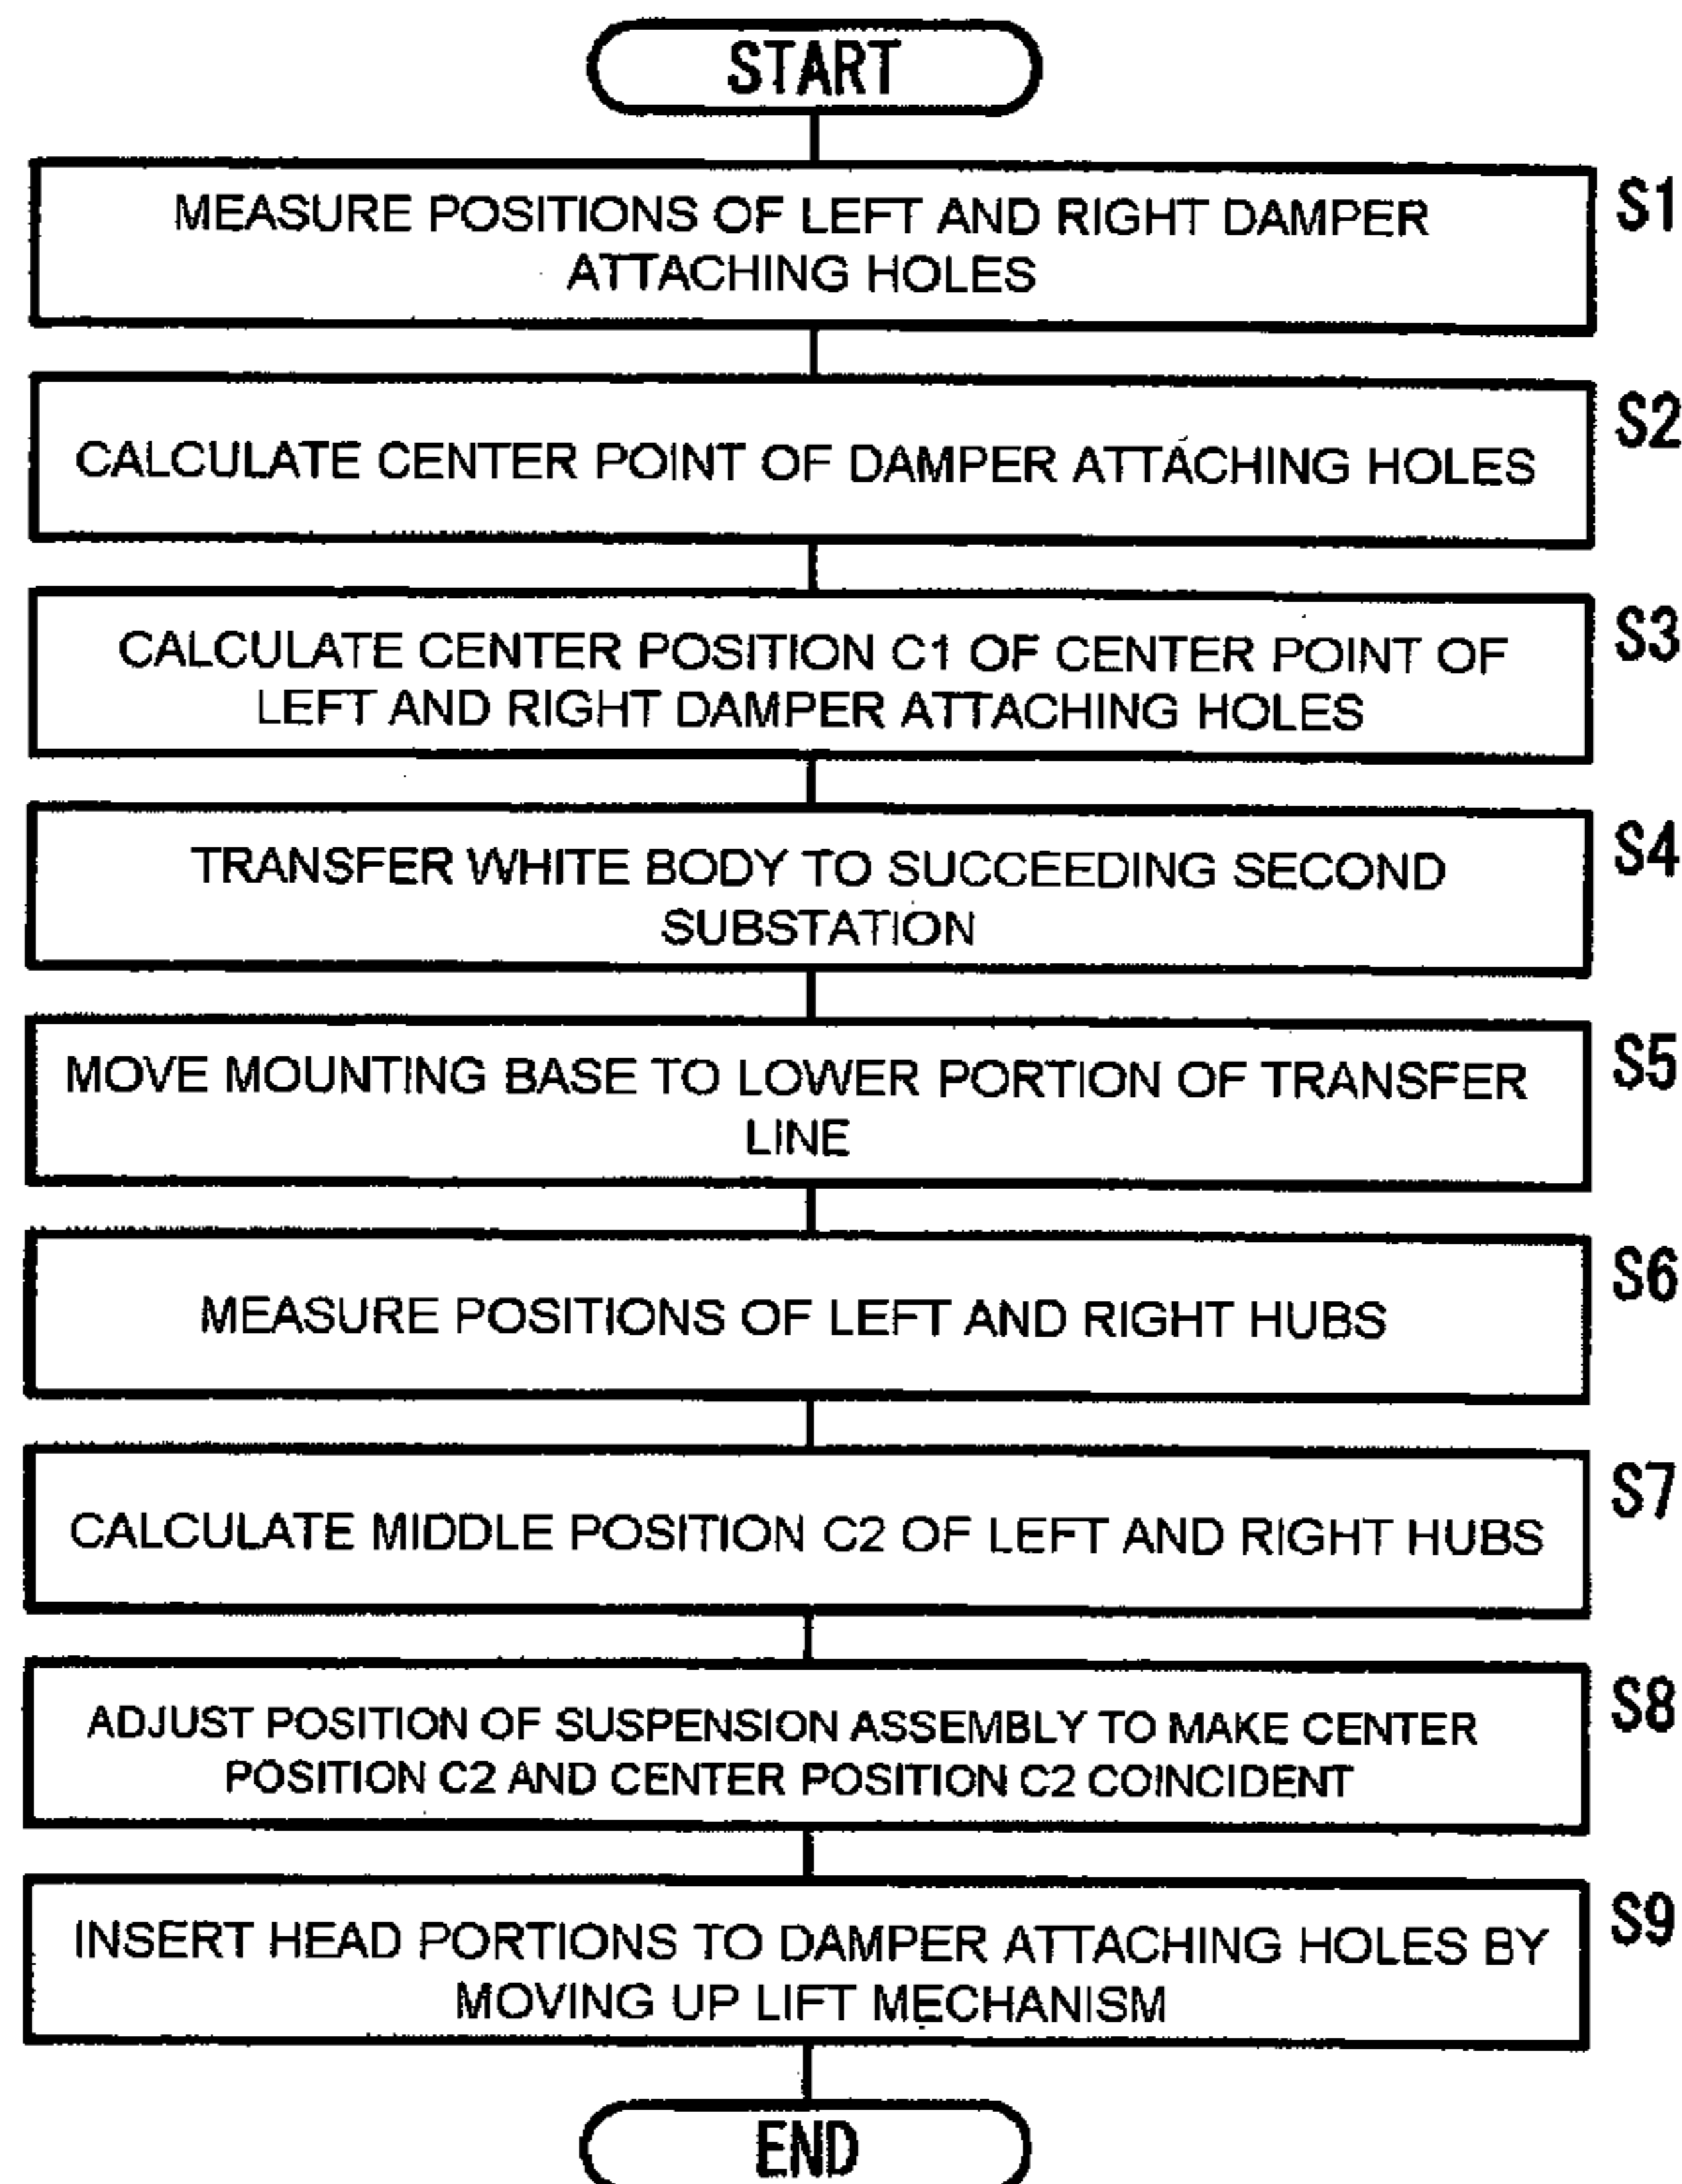 START
MEASURE POSITIONS OF LEFT AND RIGHT DAMPER
ATTACHING HOLES
S1
CALCULATE CENTER POINT OF DAMPER ATTACHING HOLES
S2
CALCULATE CENTER POSITION C1 OF CENTER POINT OF
LEFT AND RIGHT DAMPER ATTACHING HOLES
S3
TRANSFER WHITE BODY TO SUCCEEDING SECOND
SUBSTATION
S4
MOVE MOUNTING BASE TO LOWER PORTION OF TRANSFER
LINE
S5
MEASURE POSITIONS OF LEFT AND RIGHT HUBS
S6
CALCULATE MIDDLE POSITION C2 OF LEFT AND RIGHT HUBS
S7
ADJUST POSITION OF SUSPENSION ASSEMBLY TO MAKE CENTER
POSITION C2 AND CENTER POSITION C2 COINCIDENT
S8
INSERT HEAD PORTIONS TO DAMPER ATTACHING HOLES BY
MOVING UP LIFT MECHANISM
S9
END